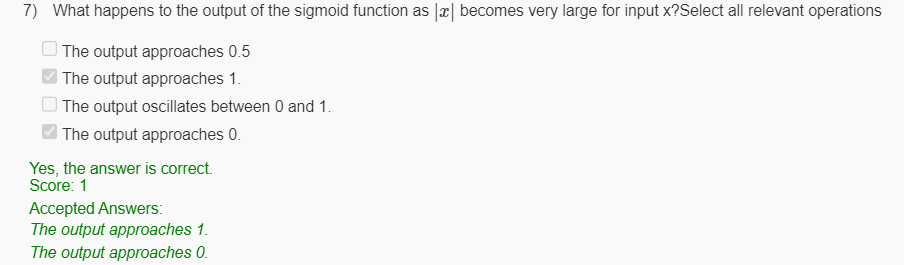 7) What happens to the output of the sigmoid function as |x| becomes very large for input x?Select all relevant operations
The output approaches 0.5
The output approaches 1.
The output oscillates between 0 and 1.
The output approaches 0.
Yes, the answer is correct.
Score: 1
Accepted Answers:
The output approaches 1.
The output approaches 0.